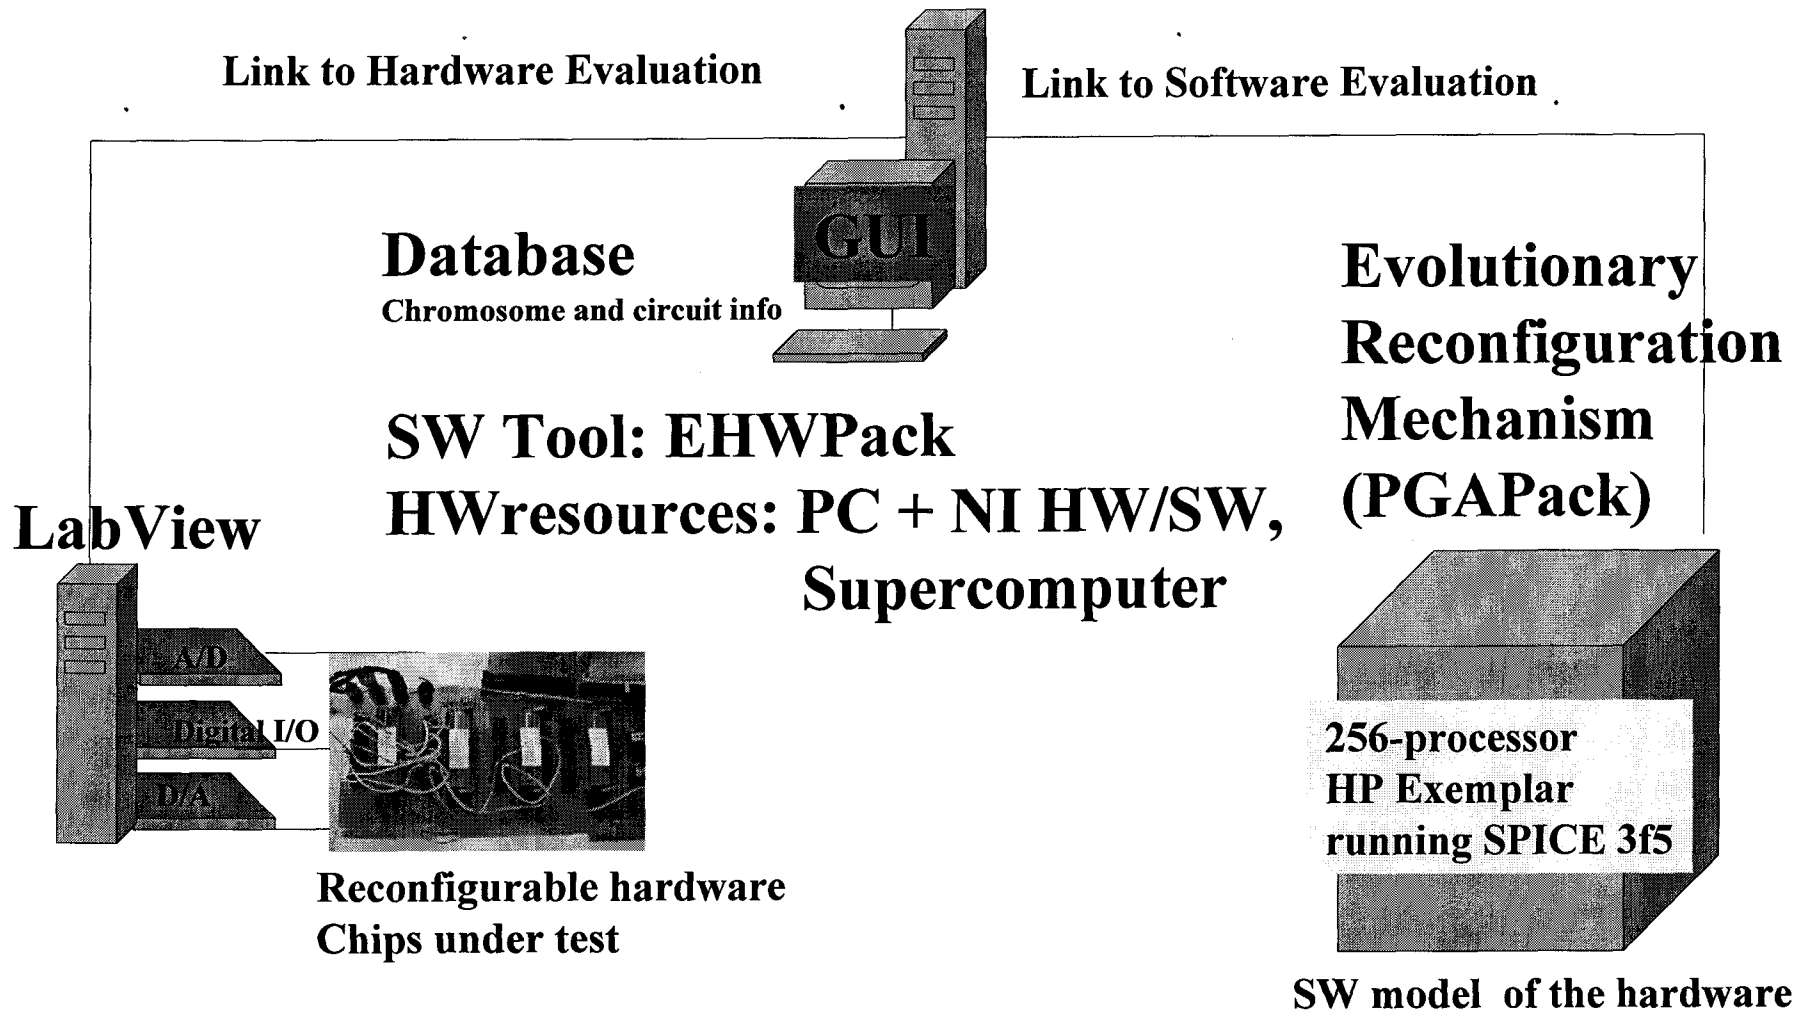 Link to Hardware Evaluation
Link to Software Evaluation
GUI
Database
Chromosome and circuit info
Evolutionary
Reconfiguration
Mechanism
(PGAPack)
SW Tool: EHWPack
HWresources: PC + NI HW/SW,
Supercomputer
LabView
A/D
Digital I/O
D/A
Reconfigurable hardware
Chips under test
256-processor
HP Exemplar
running SPICE 3f5
SW model of the hardware